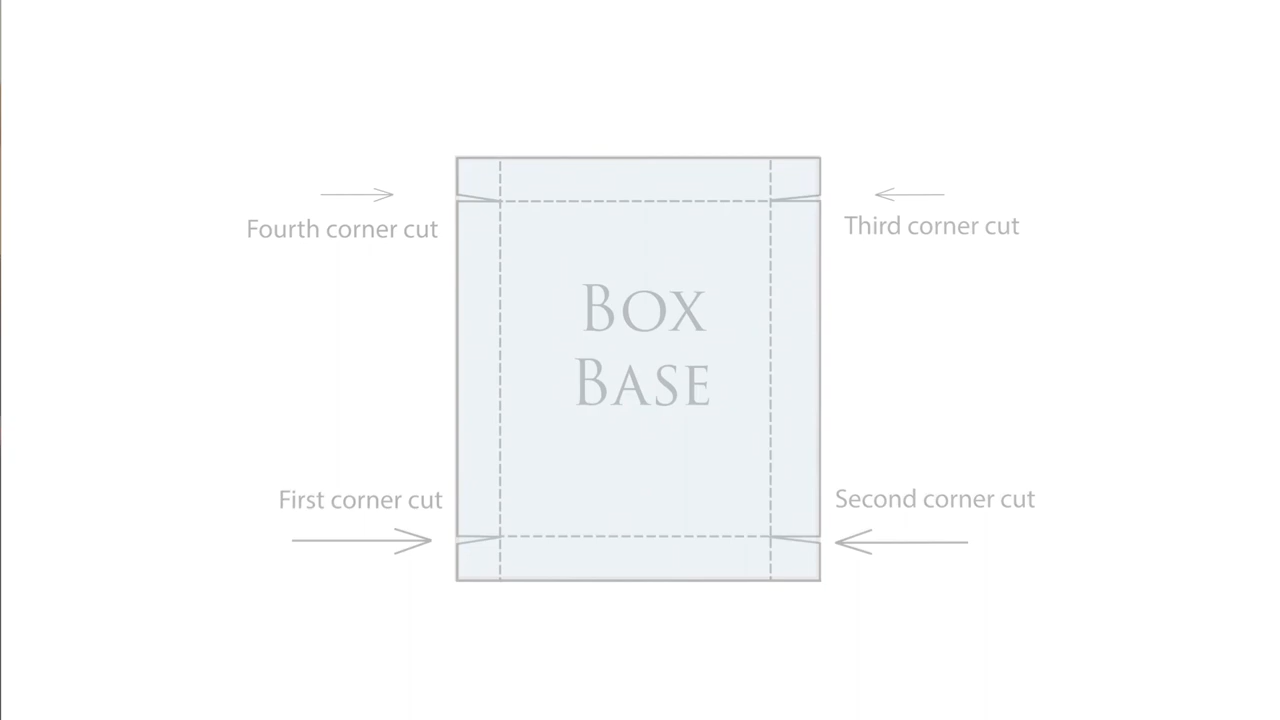 Fourth corner cut
Third corner cut
Box
Base
First corner cut
Second corner cut